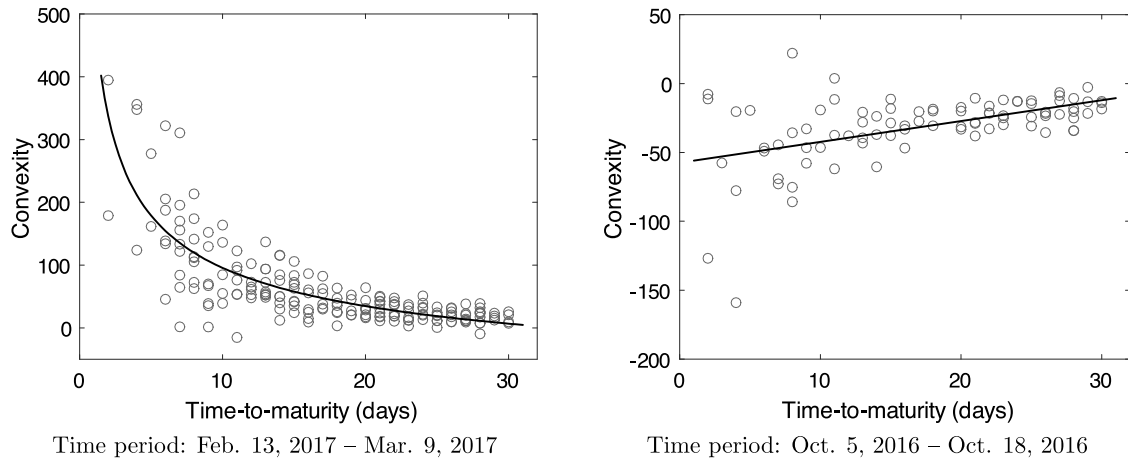 500
400
300
200
100
0
Convexity
0 10 20 30
Time-to-maturity (days)
Time period: Feb. 13, 2017 – Mar. 9, 2017
50
0
-50
-100
-150
-200
Convexity
0 10 20 30
Time-to-maturity (days)
Time period: Oct. 5, 2016 – Oct. 18, 2016